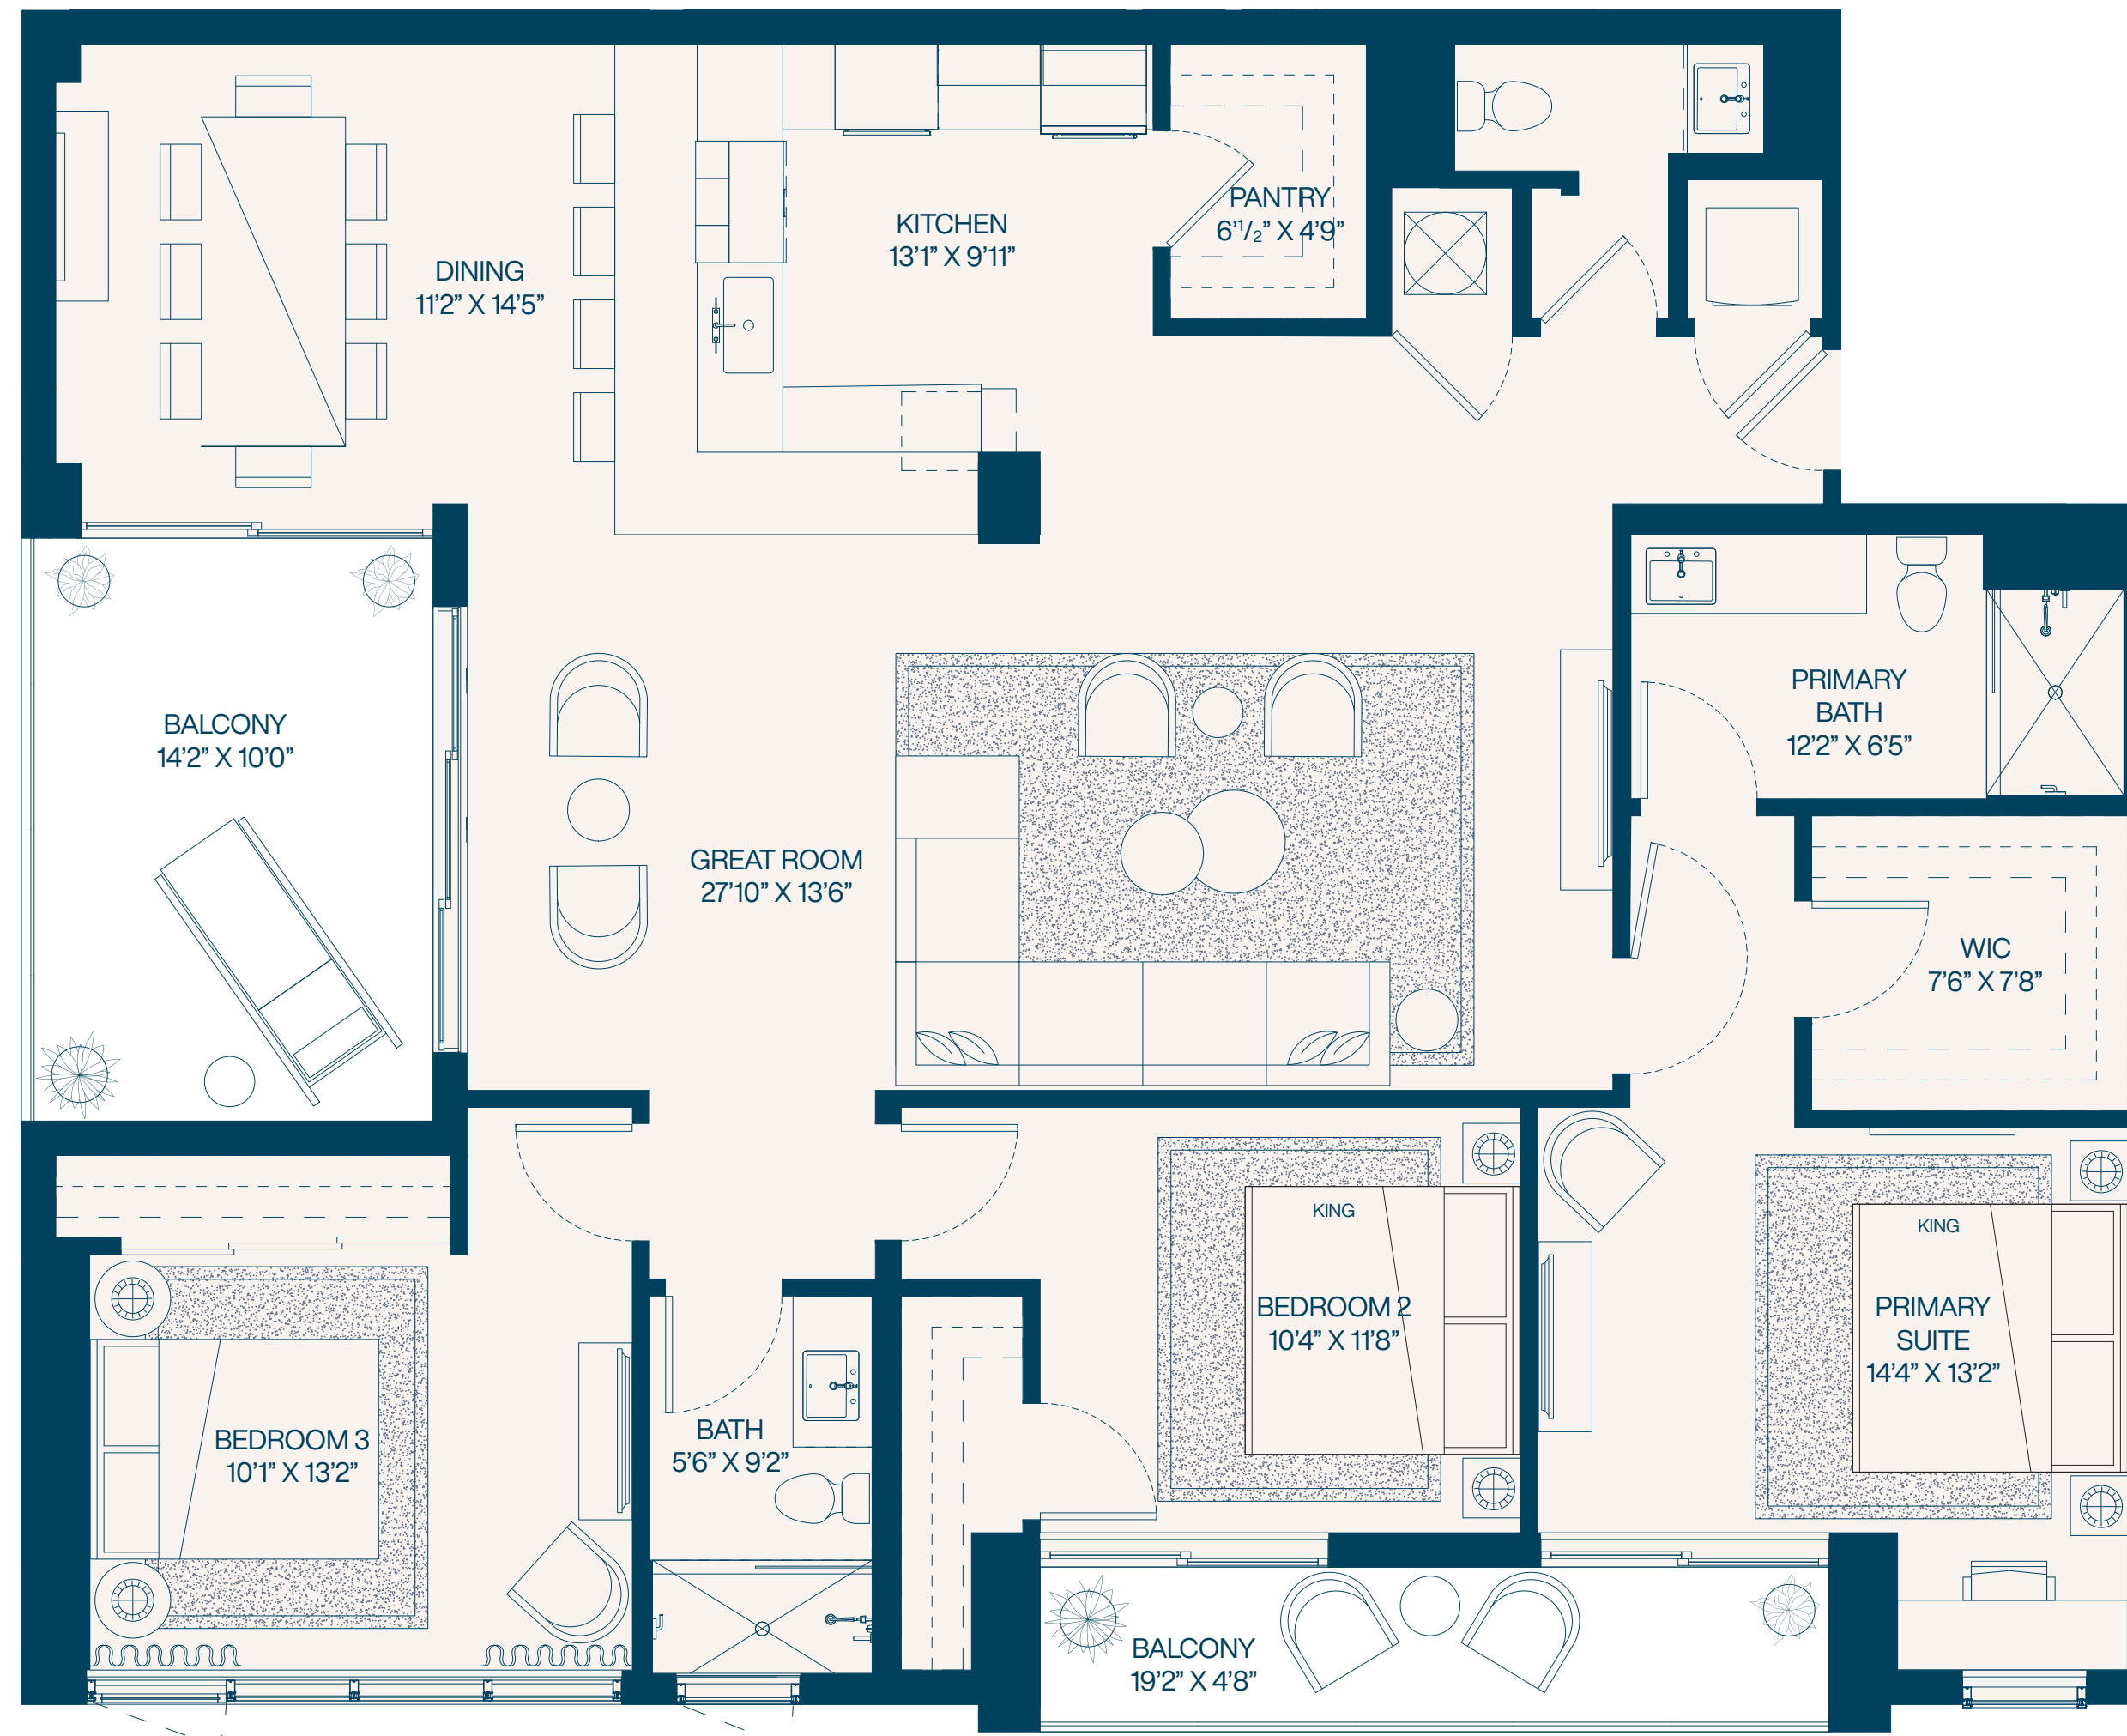 PANTRY
6’1/2” X 4’9”
KITCHEN
13’1” X 9’11”
DINING
11’2” X 14’5”
PRIMARY
BATH
12’2” X 6’5”
BALCONY
14’2” X 10’0”
GREAT ROOM
27’10” X 13’6”
WIC
7’6” X 7’8”
KING
KING
BEDROOM 2
10’4” X 11’8”
PRIMARY
SUITE
14’4” X 13’2”
BATH
5’6” X 9’2”
BEDROOM 3
10’1” X 13’2”
BALCONY
19’2” X 4’8”